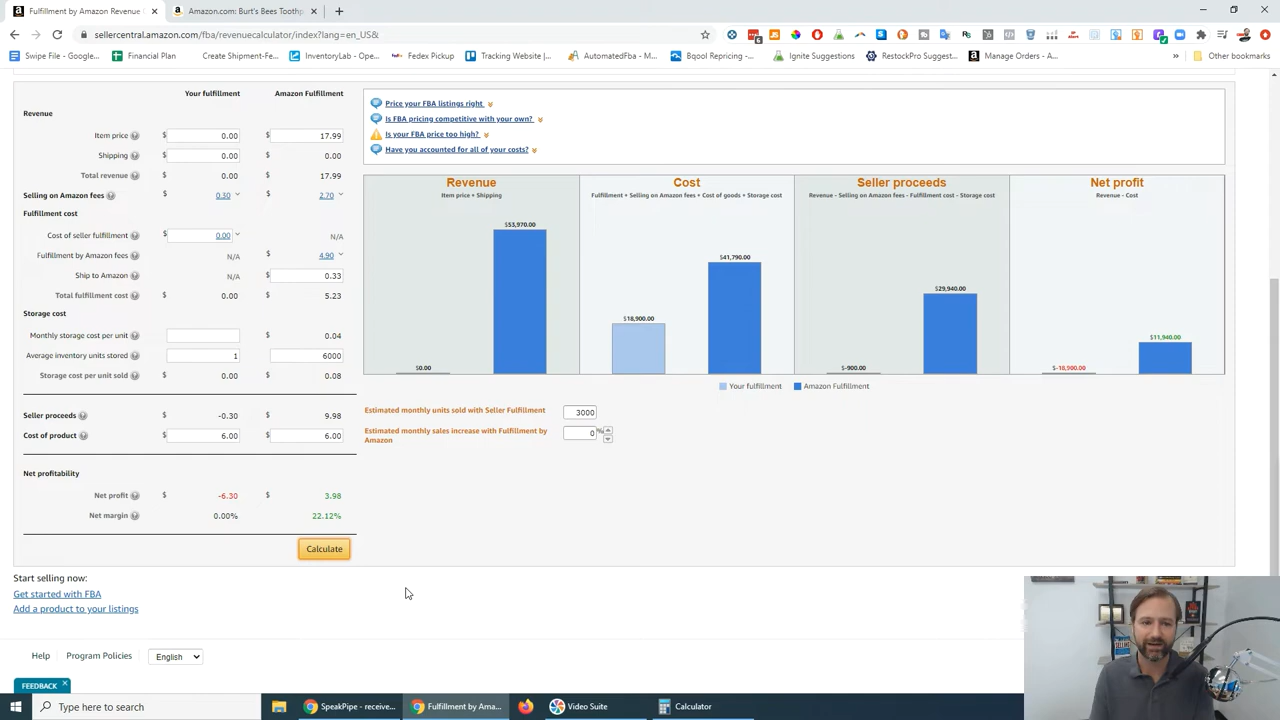 Fulfillment by Amazon Revenue C
Amazon.com: Burt's Bees Toothp
sellercentral.amazon.com/fba/revenuecalculator/index?lang=en_US&
Swipe File - Google... Financial Plan Create Shipment-Fe... InventoryLab - Ope... Fedex Pickup Tracking Website J... AutomatedFba - M... Bqool Repricing -... Ignite Suggestions RestockPro Suggest... Manage Orders - A... » Other bookmarks
Your fulfillment Amazon Fulfillment
Revenue
Item price $ 0.00 $ 17.99
Shipping $ 0.00 $ 0.00
Total revenue $ 0.00 17.99
Selling on Amazon fees $ 0.30 $ 2.70
Fulfillment cost
Cost of seller fulfillment $ 0.00 N/A
Fulfillment by Amazon fees N/A $ 4.90
Ship to Amazon N/A $ 0.33
Total fulfillment cost $ 0.00 $ 5.23
Storage cost
Monthly storage cost per unit $ $ 0.04
Average inventory units stored 1 6000
Storage cost per unit sold $ 0.00 $ 0.08
Seller proceeds $ -0.30 $ 9.98
Cost of product $ 6.00 $ 6.00
Net profitability
Net profit $ -6.30 $ 3.98
Net margin 0.00% 22.12%
Calculate
Price your FBA listings right
Is FBA pricing competitive with your own?
Is your FBA price too high?
Have you accounted for all of your costs?
Revenue
Item price + Shipping
$53,970.00
$0.00
Cost
Fulfillment + Selling on Amazon fees + Cost of goods + Storage cost
$41,790.00
$18,900.00
Seller proceeds
Revenue - Selling on Amazon fees - Fulfillment cost - Storage cost
$29,940.00
$-900.00
Net profit
Revenue - Cost
$11,940.00
$-18,900.00
Your fulfillment Amazon Fulfillment
Estimated monthly units sold with Seller Fulfillment 3000
Estimated monthly sales increase with Fulfillment by
Amazon
0 %
Start selling now:
Get started with FBA
Add a product to your listings
Help Program Policies English
FEEDBACK
Type here to search SpeakPipe - receive... Fulfillment by Ama... Video Suite Calculator